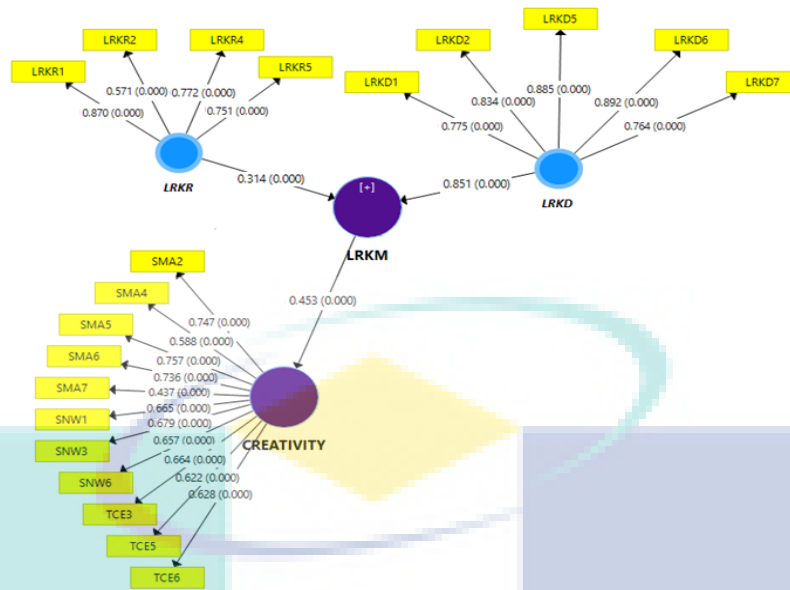 LRKD5
LRKR2
LRKR4
LRKD2
LRKD6
LRKR1
LRKR5
LRKD1
LRKD7
0.571 (0.000)
0.772 (0.000)
0.885 (0.000)
0.870 (0.000)
0.751 (0.000)
0.834 (0.000)
0.892 (0.000)
0.775 (0.000)
0.764 (0.000)
LRKR
0.314 (0.000)
[+]
0.851 (0.000)
LRKD
LRKM
SMA2
SMA4
0.453 (0.000)
SMA5
0.747 (0.000)
0.588 (0.000)
SMA6
0.757 (0.000)
0.736 (0.000)
SMA7
0.437 (0.000)
0.665 (0.000)
SNW1
0.679 (0.000)
0.657 (0.000)
CREATIVITY
SNW3
0.664 (0.000)
SNW6
0.622 (0.000)
0.628 (0.000)
TCE3
TCE5
TCE6